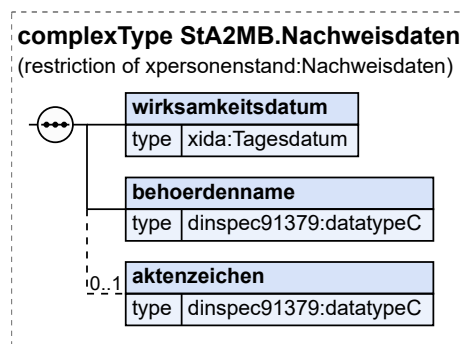 complexType StA2MB.Nachweisdaten
(restriction of xpersonenstand:Nachweisdaten)
wirksamkeitsdatum
type xida:Tagesdatum
behoerdenname
type dinspec91379:datatypeC
0..1 aktenzeichen
type dinspec91379:datatypeC